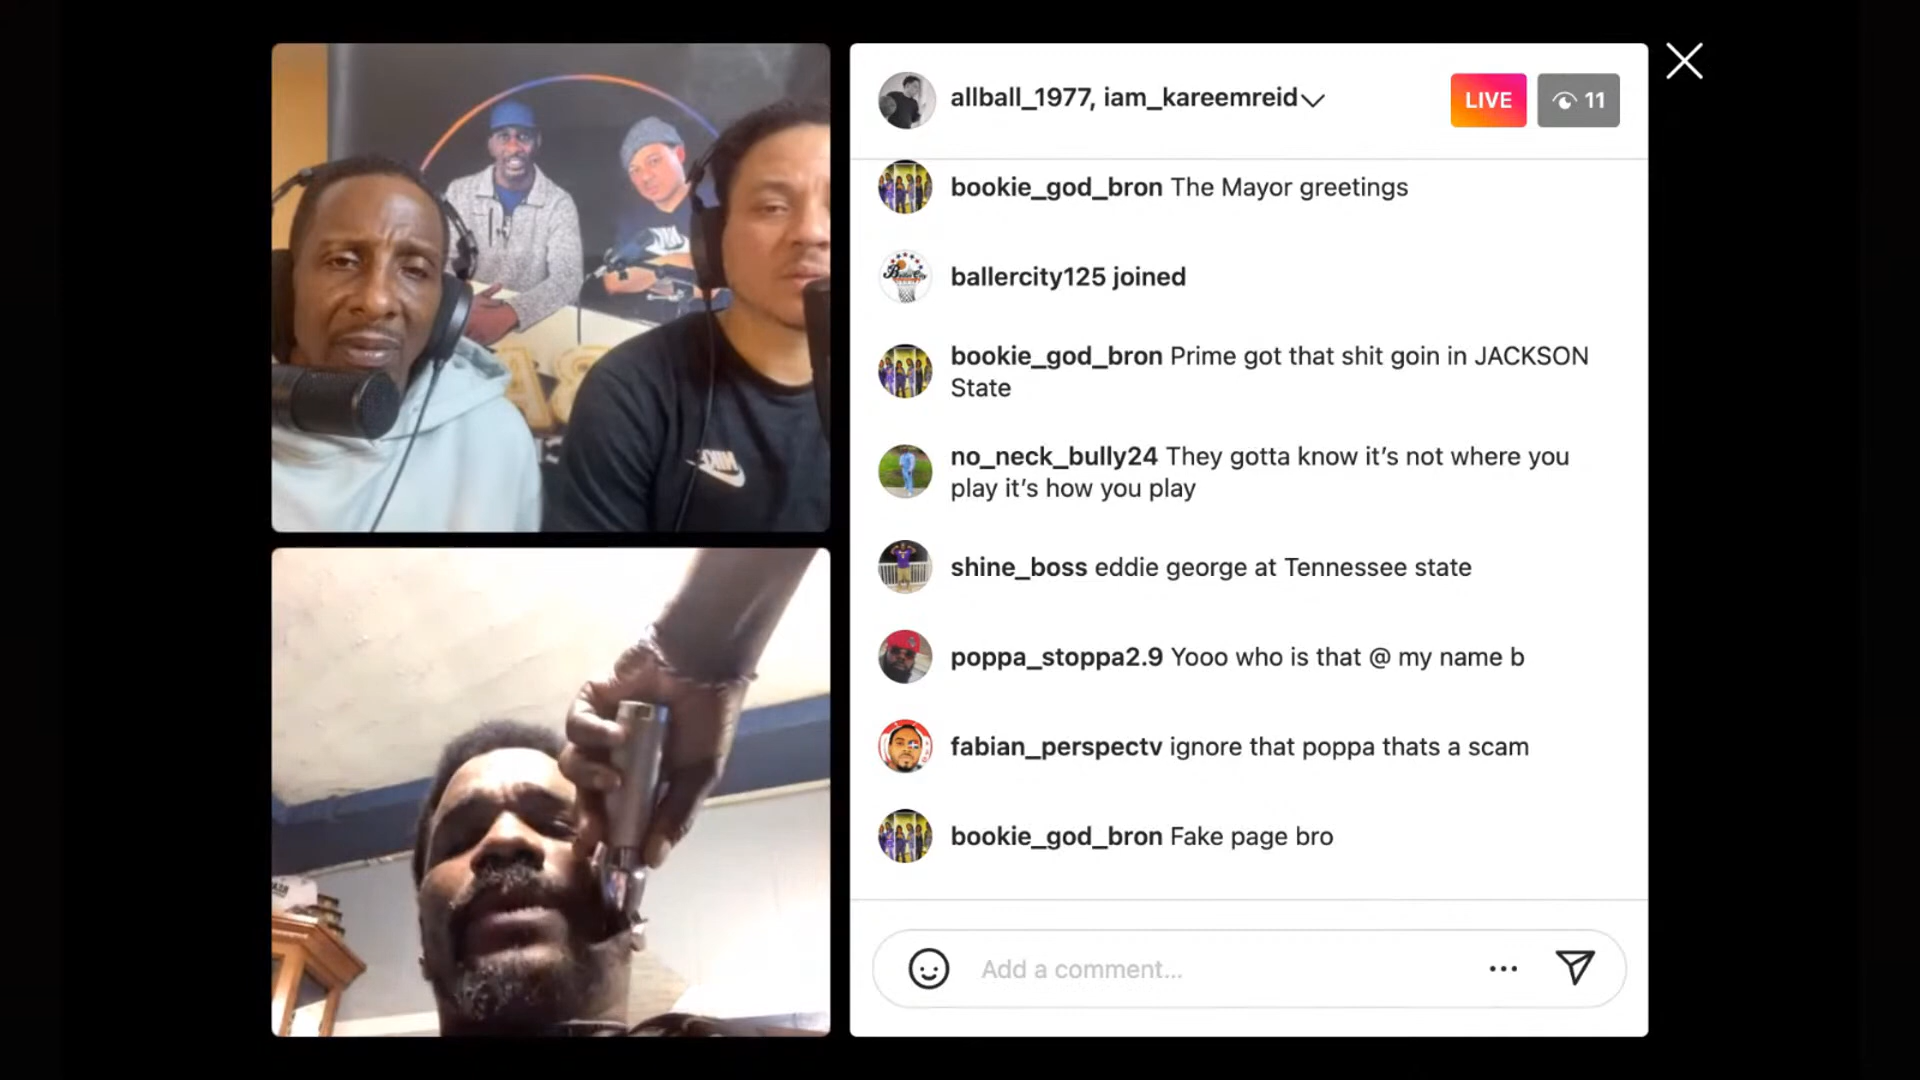 allball_1977, iam_kareemreid
LIVE
11
bookie_god_bron The Mayor greetings
ballercity125 joined
bookie_god_bron Prime got that shit goin in JACKSON
State
no_neck_bully24 They gotta know it’s not where you
play it’s how you play
shine_boss eddie george at Tennessee state
poppa_stoppa2.9 Yooo who is that @ my name b
fabian_perspectv ignore that poppa thats a scam
bookie_god_bron Fake page bro
Add a comment...